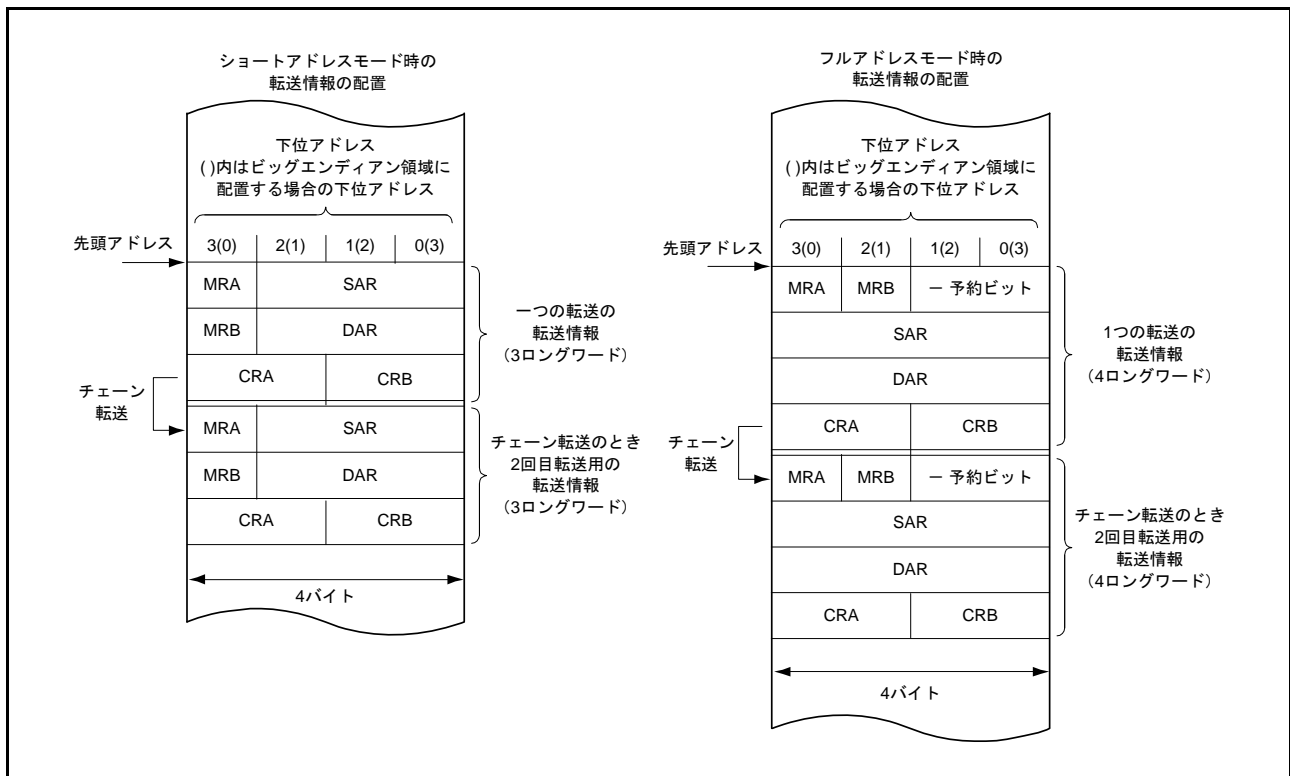 ショートアドレスモード時の
転送情報の配置
下位アドレス
( )内はビッグエンディアン領域に
配置する場合の下位アドレス
先頭アドレス
3(0) 2(1) 1(2) 0(3)
MRA SAR
MRB DAR
CRA CRB
MRA SAR
MRB DAR
CRA CRB
チェーン
転送
一つの転送の
転送情報
(3ロングワード)
チェーン転送のとき
2回目転送用の
転送情報
(3ロングワード)
4バイト
フルアドレスモード時の
転送情報の配置
下位アドレス
( )内はビッグエンディアン領域に
配置する場合の下位アドレス
先頭アドレス
3(0) 2(1) 1(2) 0(3)
MRA MRB ー 予約ビット
SAR
DAR
CRA CRB
MRA MRB ー 予約ビット
SAR
DAR
CRA CRB
チェーン
転送
1つの転送の
転送情報
(4ロングワード)
チェーン転送のとき
2回目転送用の
転送情報
(4ロングワード)
4バイト